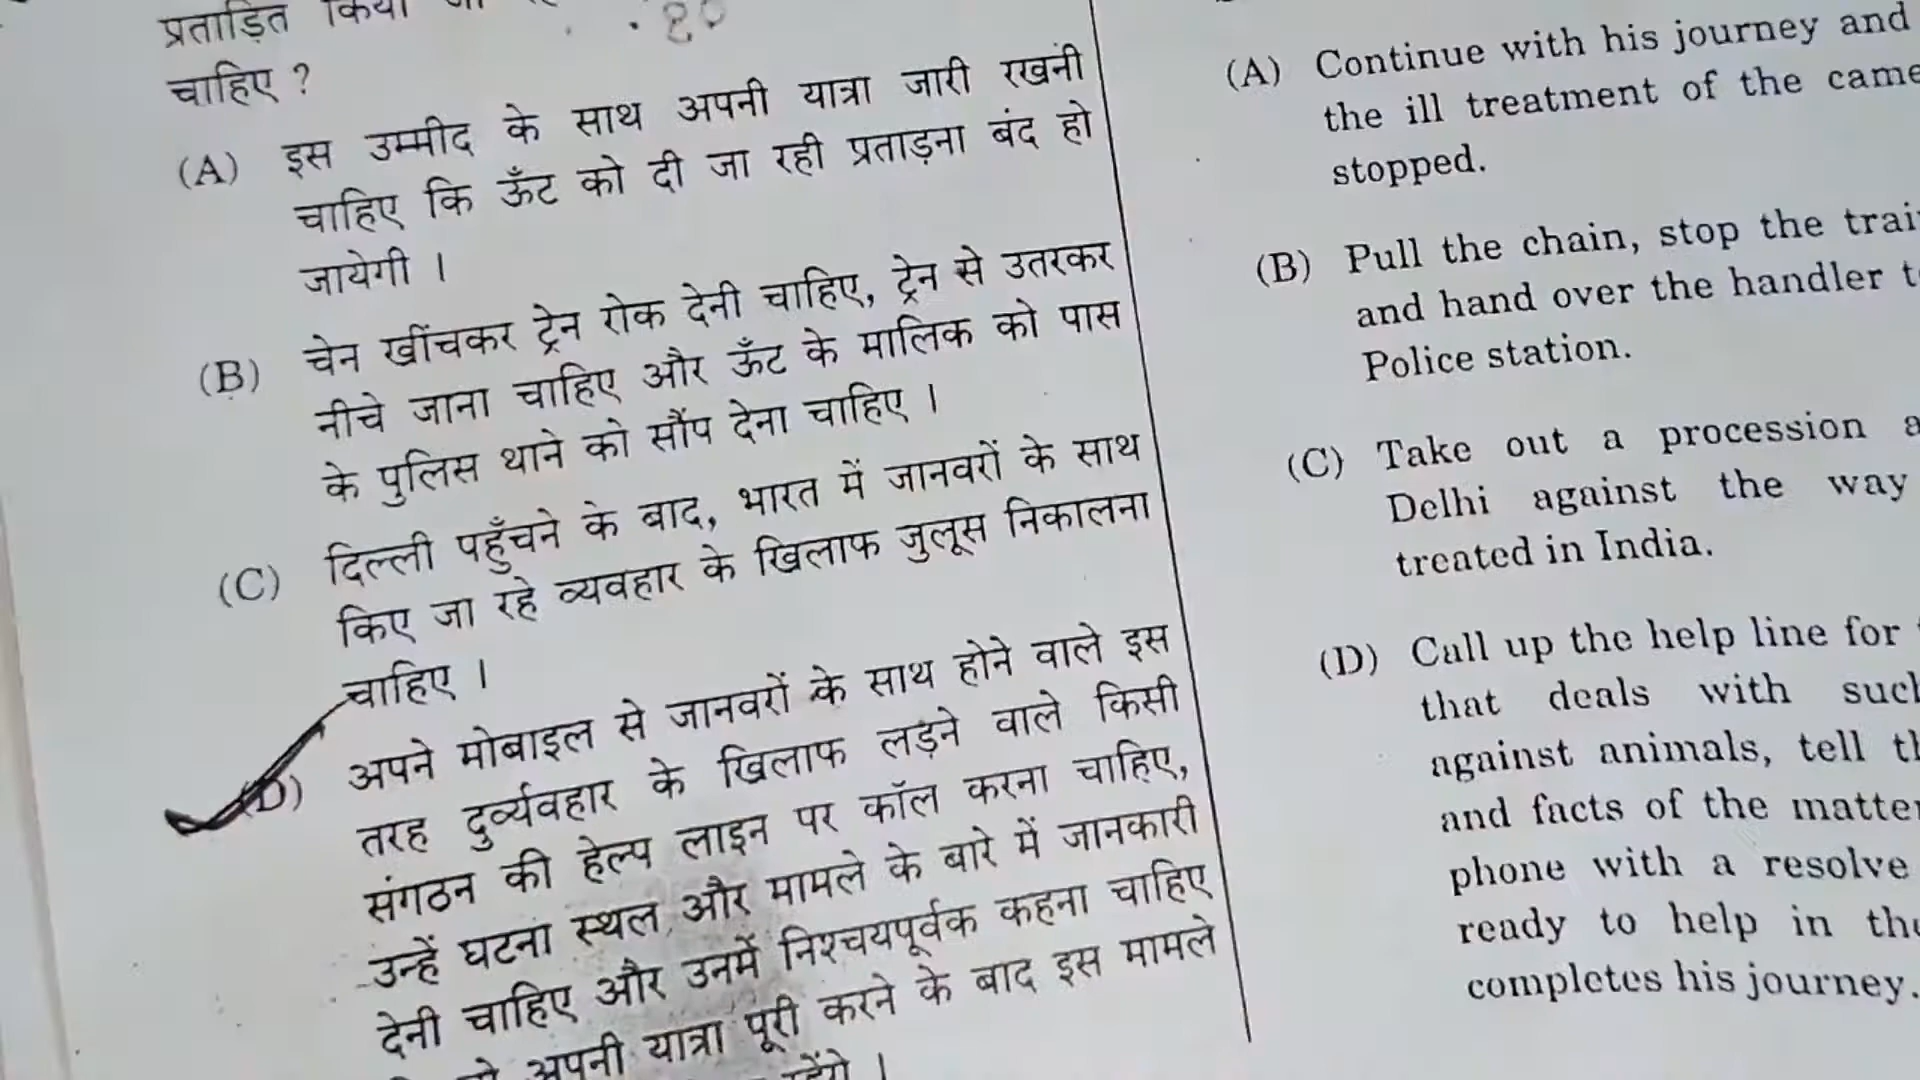 प्रताड़ित किया
चाहिए ?
(A) इस उम्मीद के साथ अपनी यात्रा जारी रखनी
चाहिए कि ऊँट को दी जा रही प्रताड़ना बंद हो
जायेगी ।
(B) चेन खींचकर ट्रेन रोक देनी चाहिए, ट्रेन से उतरकर
नीचे जाना चाहिए और ऊँट के मालिक को पास
के पुलिस थाने को सौंप देना चाहिए ।
(C) दिल्ली पहुँचने के बाद, भारत में जानवरों के साथ
किए जा रहे व्यवहार के खिलाफ जुलूस निकालना
चाहिए ।
(D) अपने मोबाइल से जानवरों के साथ होने वाले इस
तरह दुर्व्यवहार के खिलाफ लड़ने वाले किसी
संगठन की हेल्प लाइन पर कॉल करना चाहिए,
उन्हें घटना स्थल और मामले के बारे में जानकारी
देनी चाहिए और उनमें निश्चयपूर्वक कहना चाहिए
अपनी यात्रा पूरी करने के बाद इस मामले
(A) Continue with his journey and
the ill treatment of the came
stopped.
(B) Pull the chain, stop the trai
and hand over the handler t
Police station.
(C) Take out a procession a
Delhi against the way
treated in India.
(D) Call up the help line for
that deals with such
against animals, tell th
and facts of the matter
phone with a resolve
ready to help in the
completes his journey.